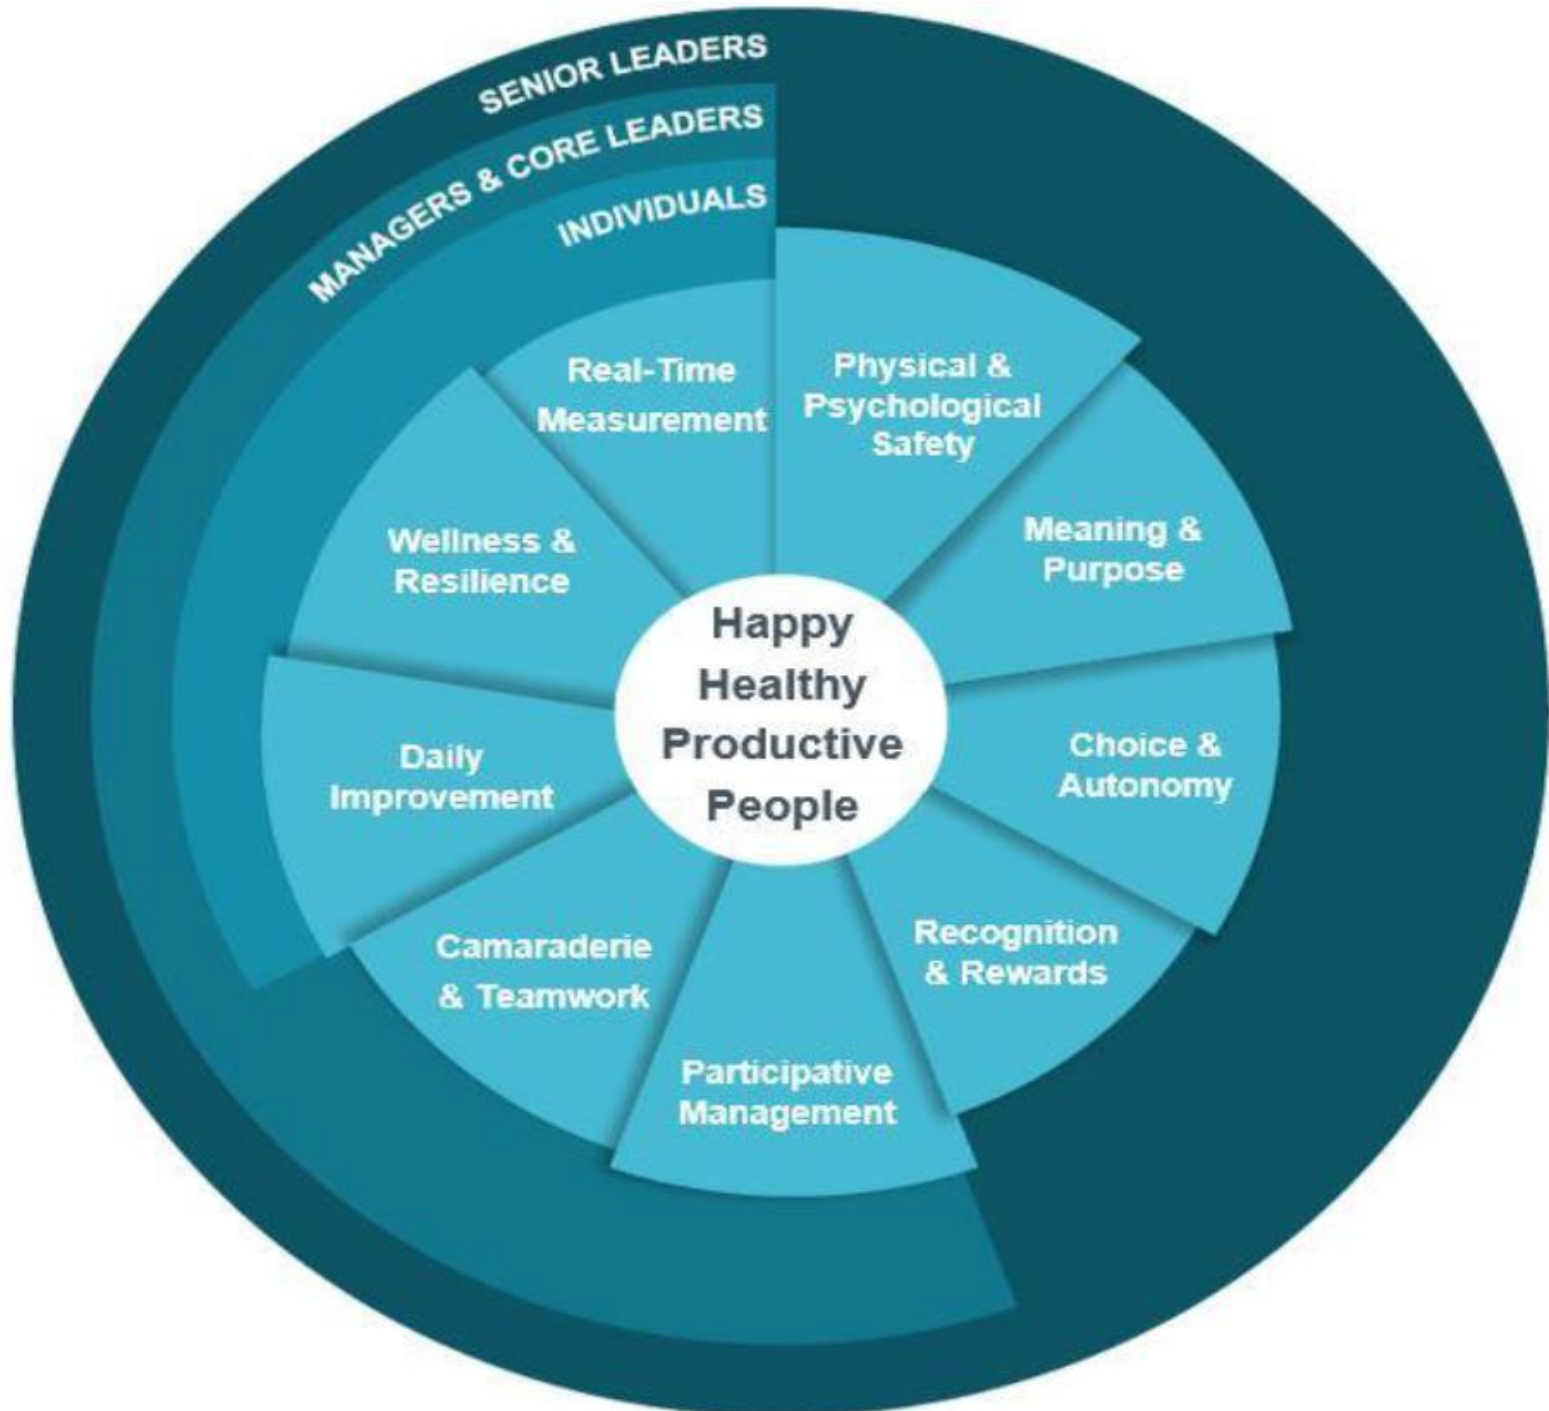 SENIOR LEADERS
MANAGERS & CORE LEADERS
INDIVIDUALS
Real-Time
Measurement
Physical &
Psychological
Safety
Meaning &
Purpose
Choice &
Autonomy
Recognition
& Rewards
Participative
Management
Camaraderie
& Teamwork
Daily
Improvement
Wellness &
Resilience
Happy
Healthy
Productive
People